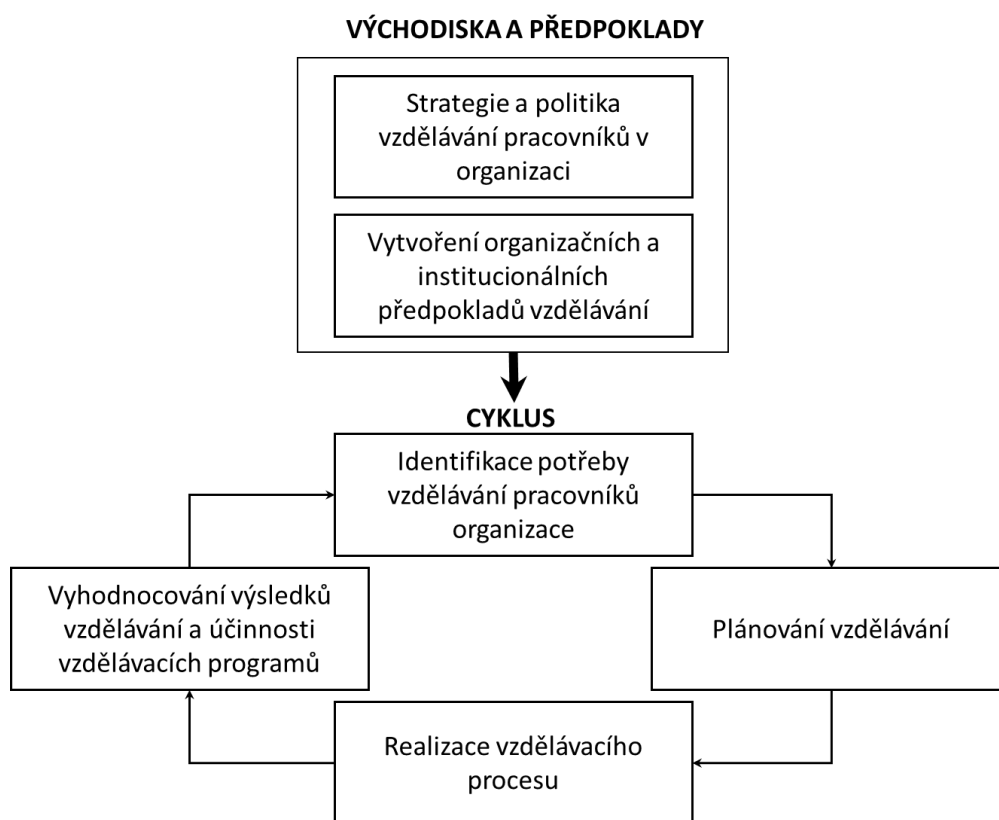 VÝCHODISKA A PŘEDPOKLADY
Strategie a politika
vzdělávání pracovníků v
organizaci
Vytvoření organizačních a
institucionálních
předpokladů vzdělávání
CYKLUS
Identifikace potřeby
vzdělávání pracovníků
organizace
Vyhodnocování výsledků
vzdělávání a účinnosti
vzdělávacích programů
Plánování vzdělávání
Realizace vzdělávacího
procesu